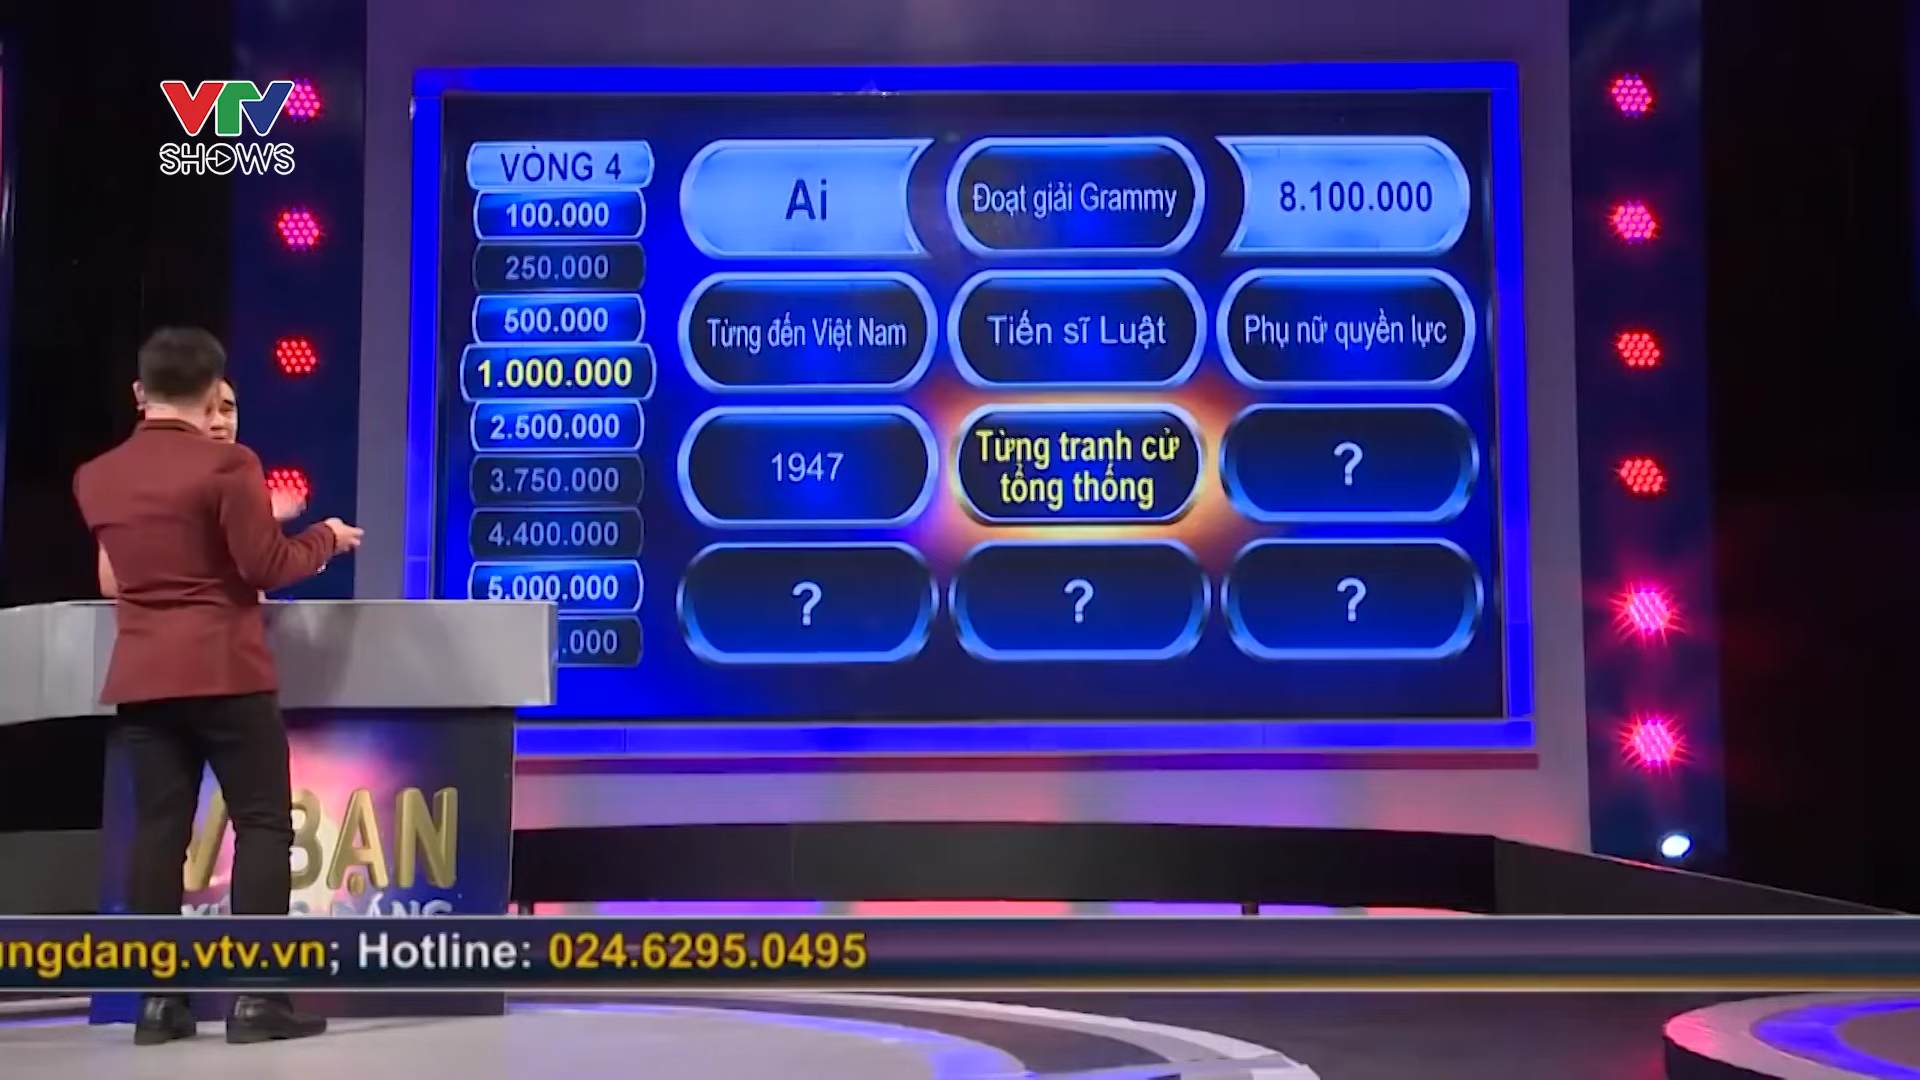 VTV
SHOWS
VÒNG 4
100.000
250.000
500.000
1.000.000
2.500.000
3.750.000
4.400.000
5.000.000
.000
Ai
Đoạt giải Grammy
8.100.000
Từng đến Việt Nam
Tiến sĩ Luật
Phụ nữ quyền lực
1947
Từng tranh cử
tổng thống
?
?
?
?
BẠN
ungdang.vtv.vn; Hotline: 024.6295.0495